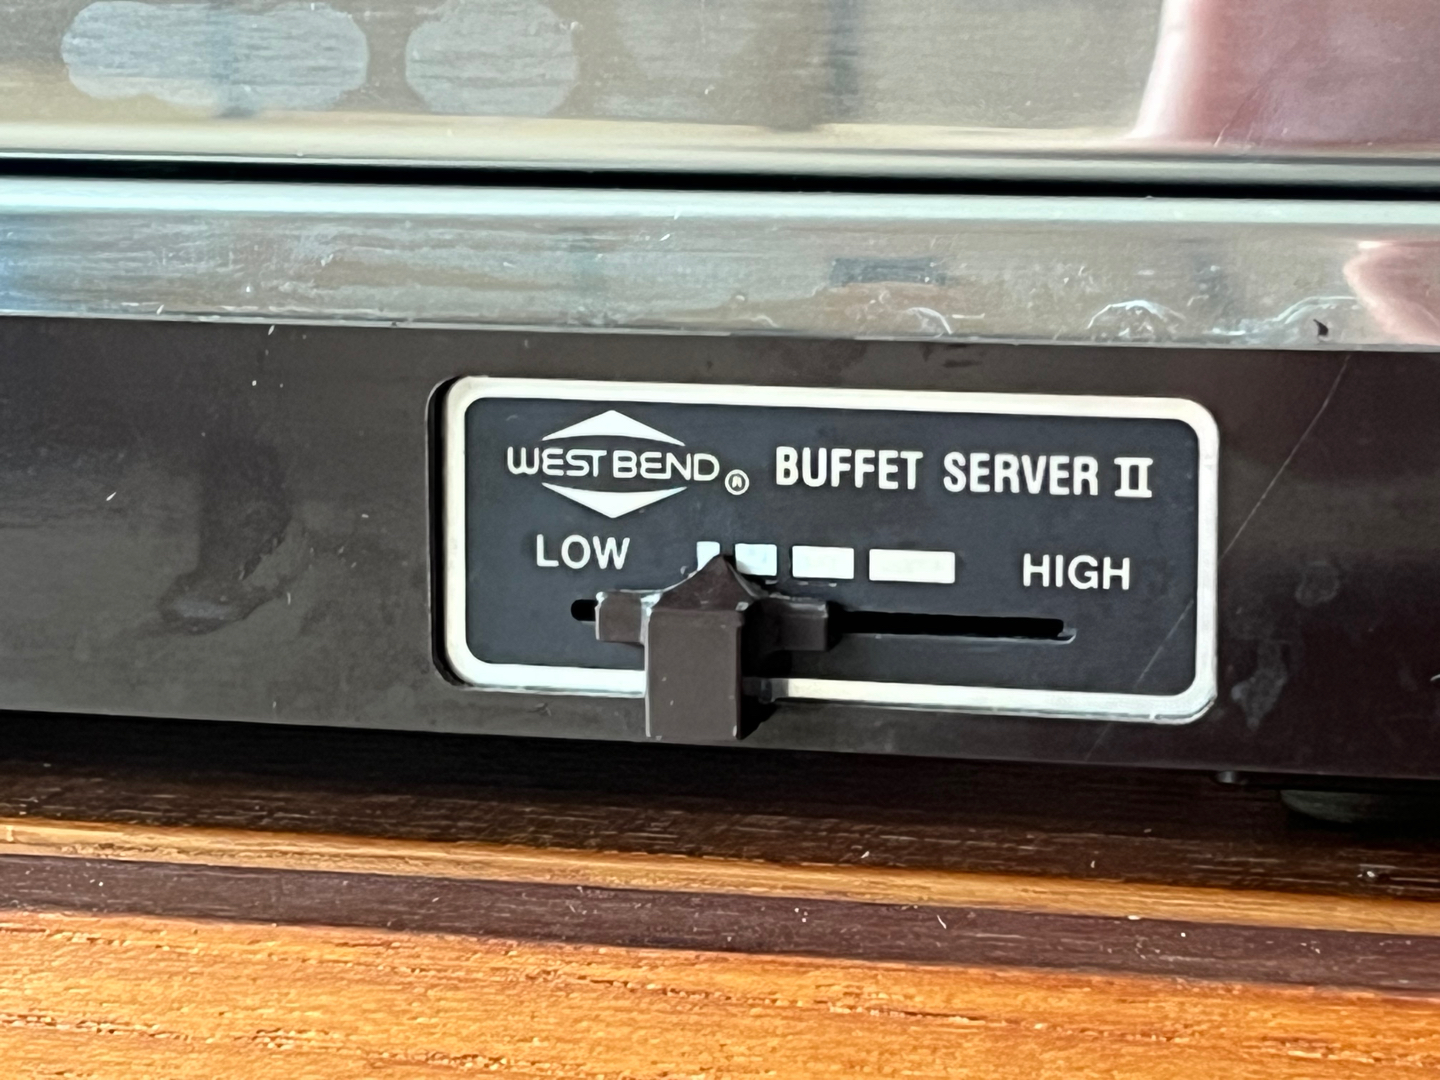 WEST BEND ® BUFFET SERVER II
LOW HIGH